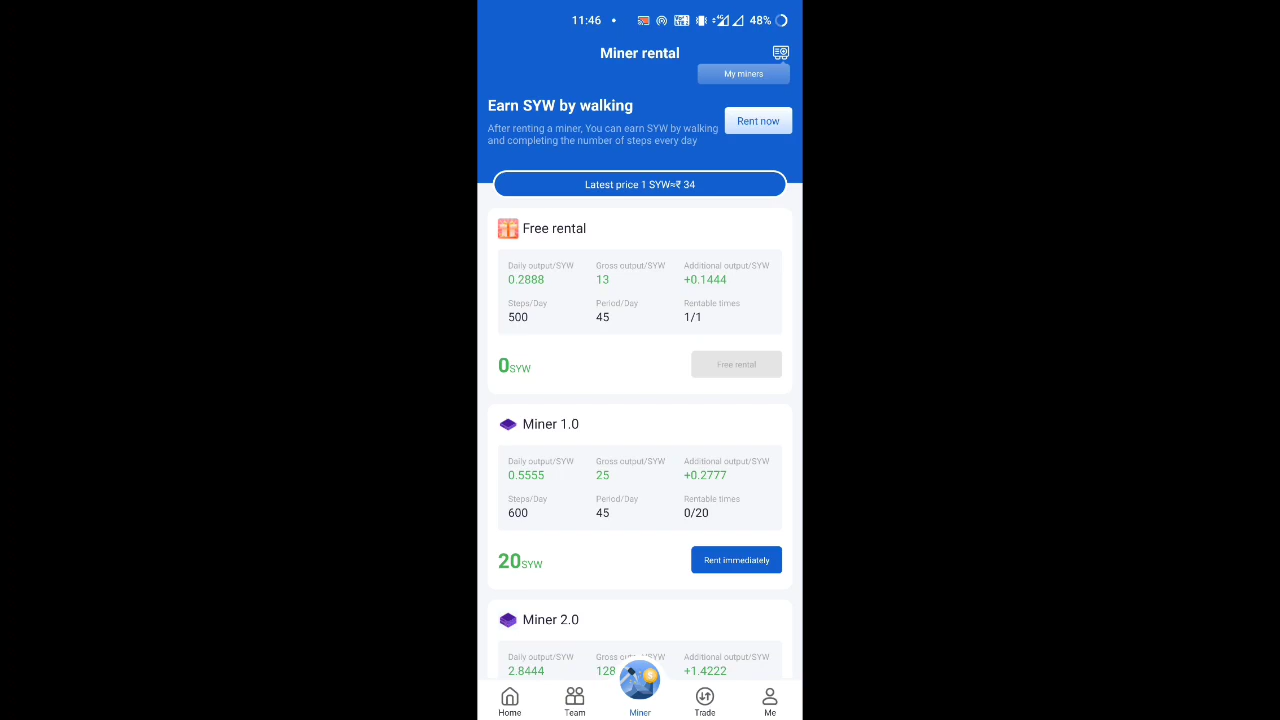 11:46
48%
Miner rental
My miners
Earn SYW by walking
After renting a miner, You can earn SYW by walking
and completing the number of steps every day
Rent now
Latest price 1 SYW≈₹ 34
Free rental
Daily output/SYW Gross output/SYW Additional output/SYW
0.2888 13 +0.1444
Steps/Day Period/Day Rentable times
500 45 1/1
0SYW Free rental
Miner 1.0
Daily output/SYW Gross output/SYW Additional output/SYW
0.5555 25 +0.2777
Steps/Day Period/Day Rentable times
600 45 0/20
20SYW Rent immediately
Miner 2.0
Daily output/SYW Gross output/SYW Additional output/SYW
2.8444 128 +1.4222
Home Team Miner Trade Me